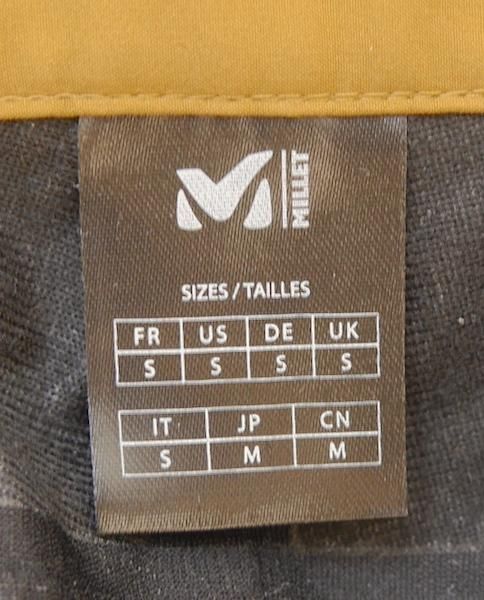 MILLET
SIZES / TAILLES
FR US DE UK
S S S S
IT JP CN
S M M